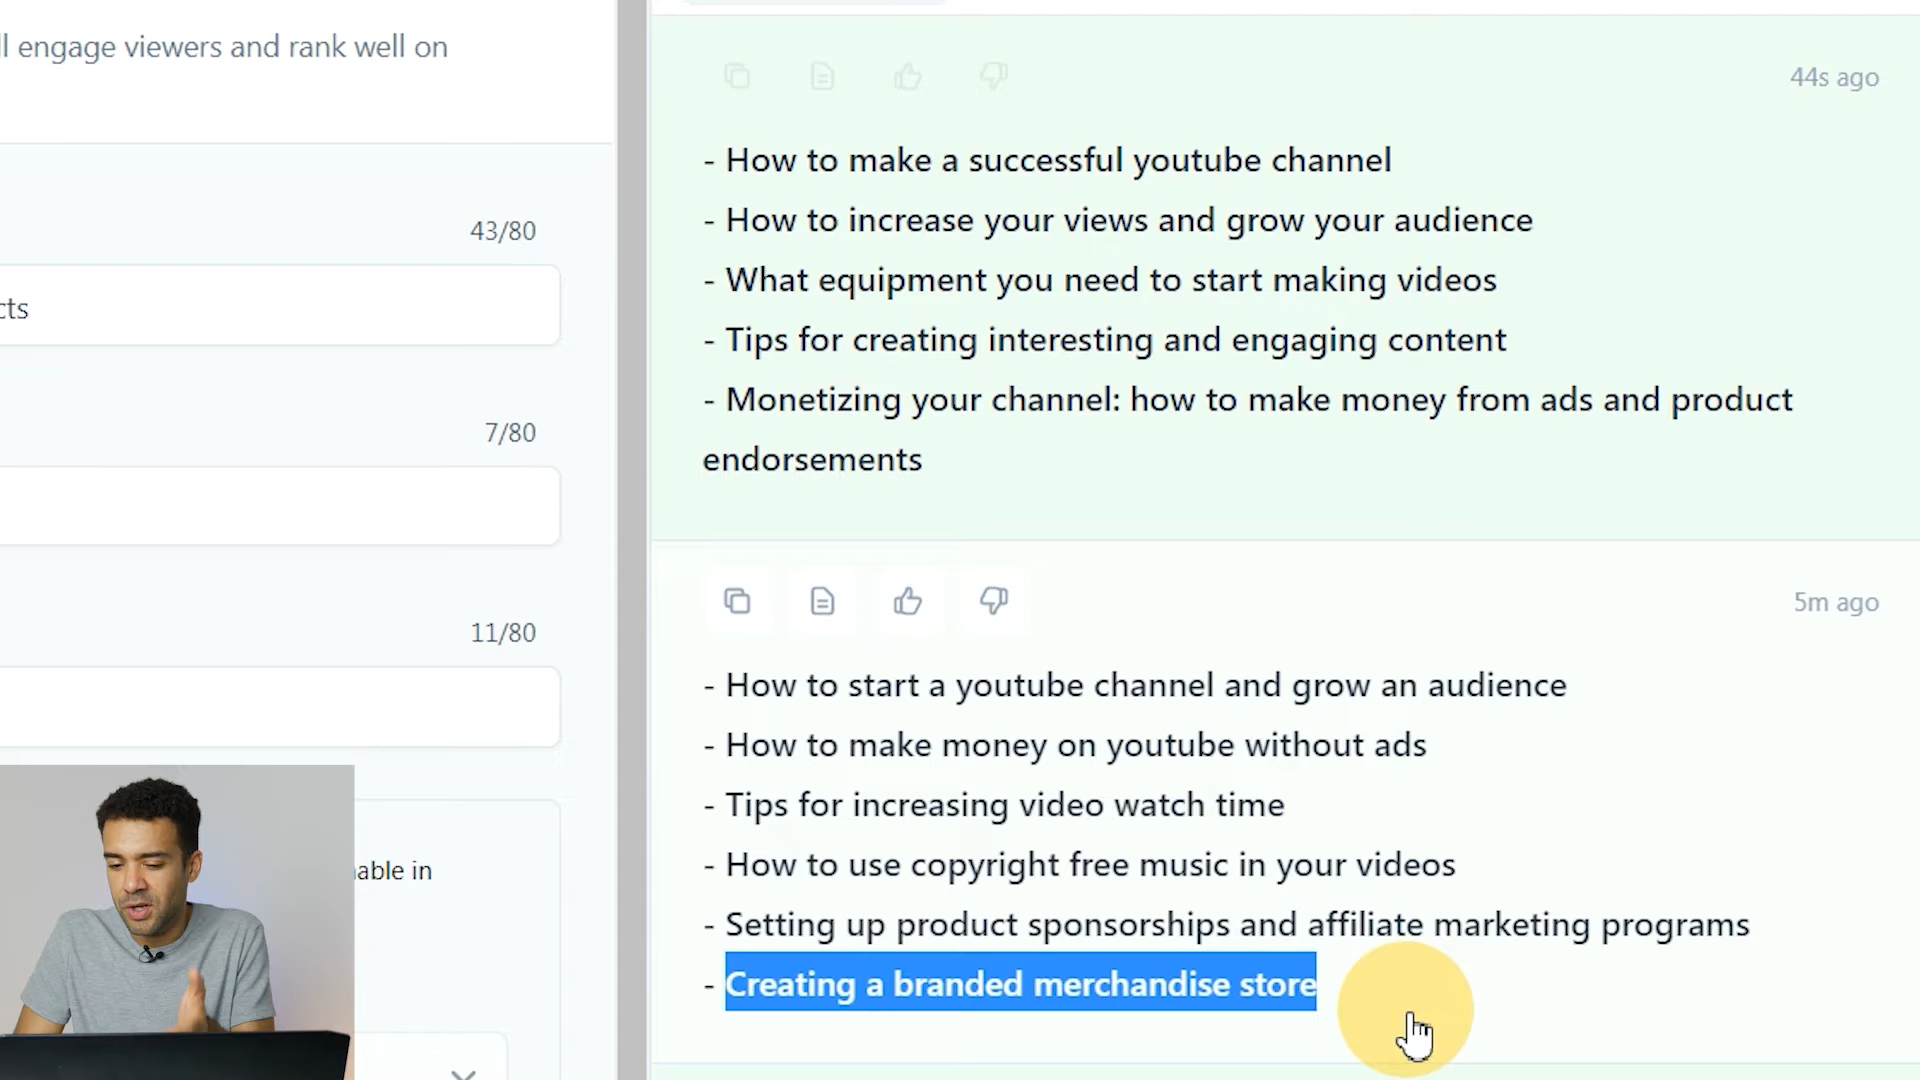 engage viewers and rank well on
43/80
cts
7/80
11/80
able in
44s ago
- How to make a successful youtube channel
- How to increase your views and grow your audience
- What equipment you need to start making videos
- Tips for creating interesting and engaging content
- Monetizing your channel: how to make money from ads and product
endorsements
5m ago
- How to start a youtube channel and grow an audience
- How to make money on youtube without ads
- Tips for increasing video watch time
- How to use copyright free music in your videos
- Setting up product sponsorships and affiliate marketing programs
- Creating a branded merchandise store